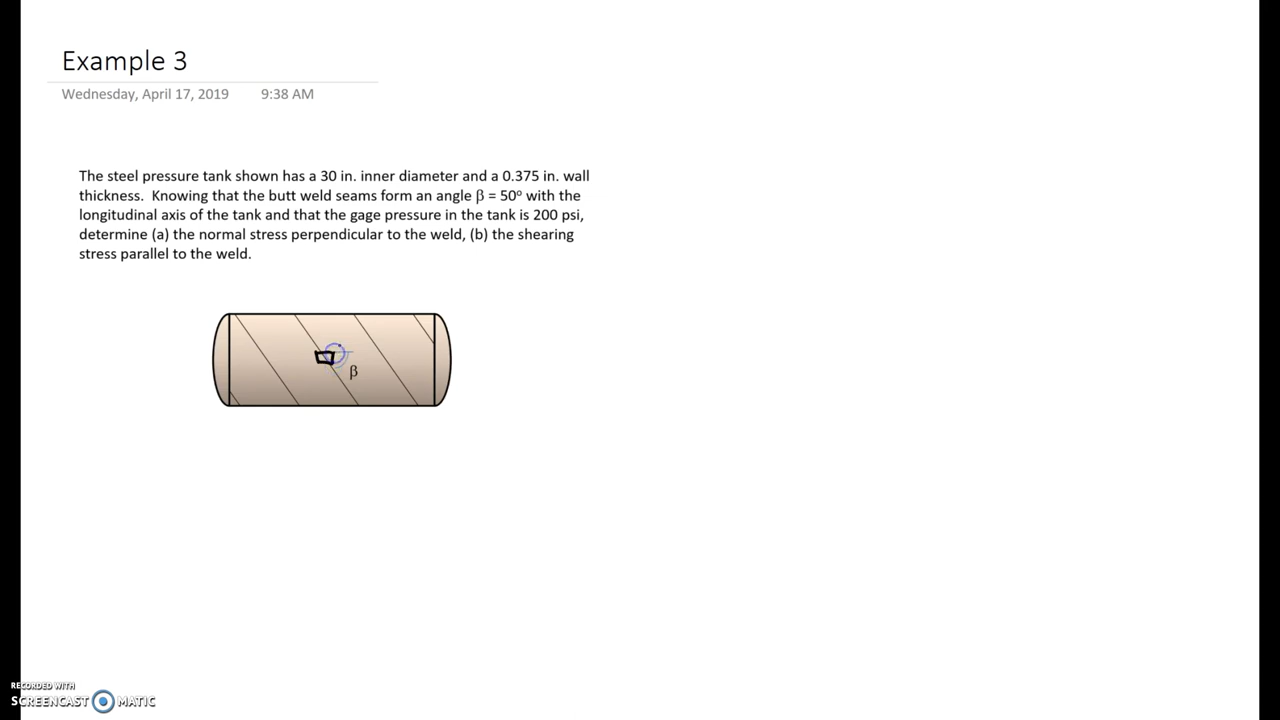 Example 3
Wednesday, April 17, 2019 9:38 AM
The steel pressure tank shown has a 30 in. inner diameter and a 0.375 in. wall
thickness. Knowing that the butt weld seams form an angle β = 50° with the
longitudinal axis of the tank and that the gage pressure in the tank is 200 psi,
determine (a) the normal stress perpendicular to the weld, (b) the shearing
stress parallel to the weld.
β
RECORDED WITH
SCREENCAST MATIC